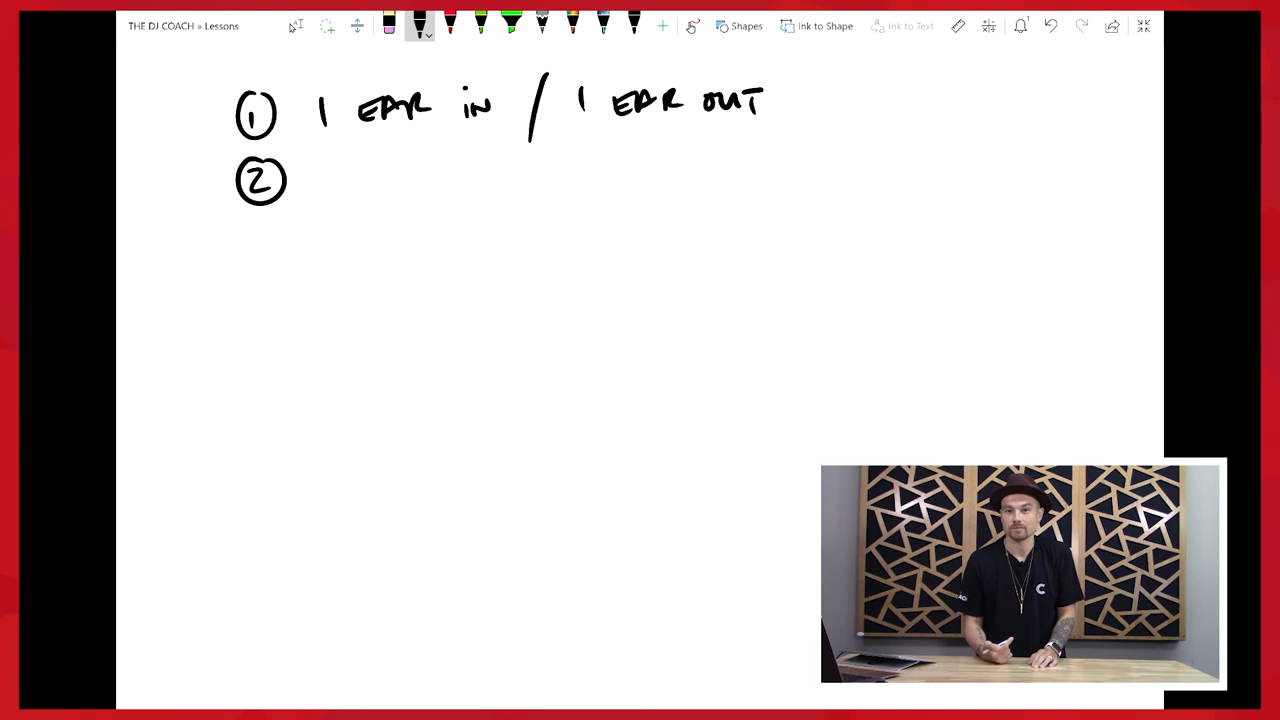 THE DJ COACH » Lessons
Shapes
Ink to Shape
Ink to Text
① 1 EAR iN / 1 EAR OUT
②
C